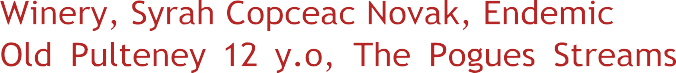 Winery, Syrah Copceac Novak, Endemic
Old Pulteney 12 y.o, The Pogues Streams